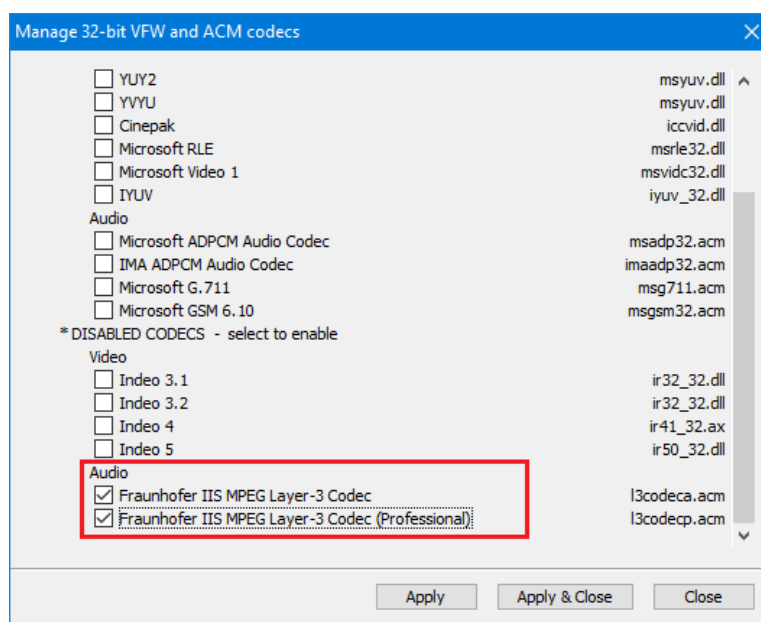 Manage 32-bit VFW and ACM codecs
YUY2 msyuv.dll
YVYU msyuv.dll
Cinepak iccvid.dll
Microsoft RLE msrle32.dll
Microsoft Video 1 msvidc32.dll
IYUV iyuv_32.dll
Audio
Microsoft ADPCM Audio Codec msadp32.acm
IMA ADPCM Audio Codec imaadp32.acm
Microsoft G.711 msg711.acm
Microsoft GSM 6.10 msgsm32.acm
* DISABLED CODECS - select to enable
Video
Indeo 3.1 ir32_32.dll
Indeo 3.2 ir32_32.dll
Indeo 4 ir41_32.ax
Indeo 5 ir50_32.dll
Audio
Fraunhofer IIS MPEG Layer-3 Codec l3codeca.acm
Fraunhofer IIS MPEG Layer-3 Codec (Professional) l3codecp.acm
Apply Apply & Close Close